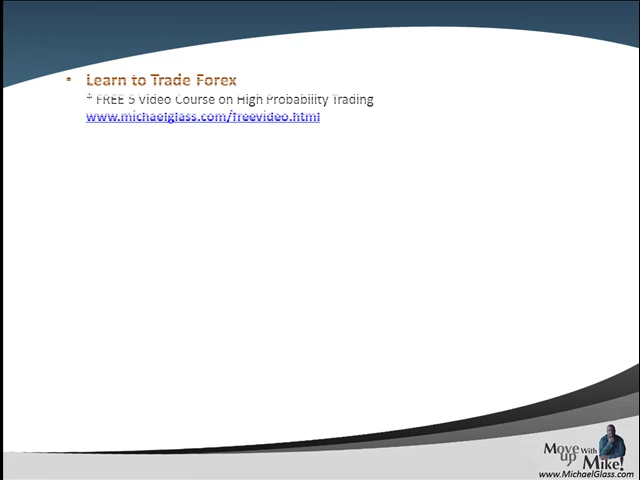 ▪ Learn to Trade Forex
* FREE 5 Video Course on High Probability Trading
www.michaelglass.com/freevideo.html
Move up With Mike!
www.MichaelGlass.com